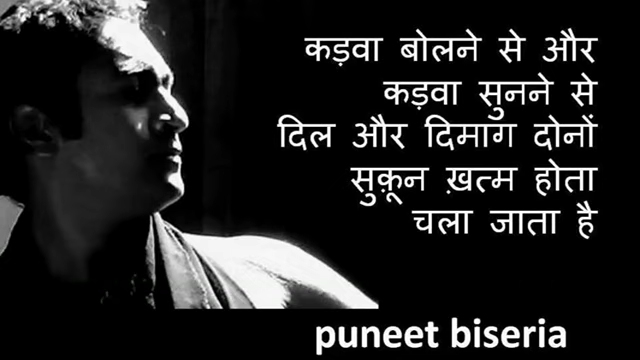 कड़वा बोलने से और
कड़वा सुनने से
दिल और दिमाग दोनों
सुक़ून ख़त्म होता
चला जाता है
puneet biseria